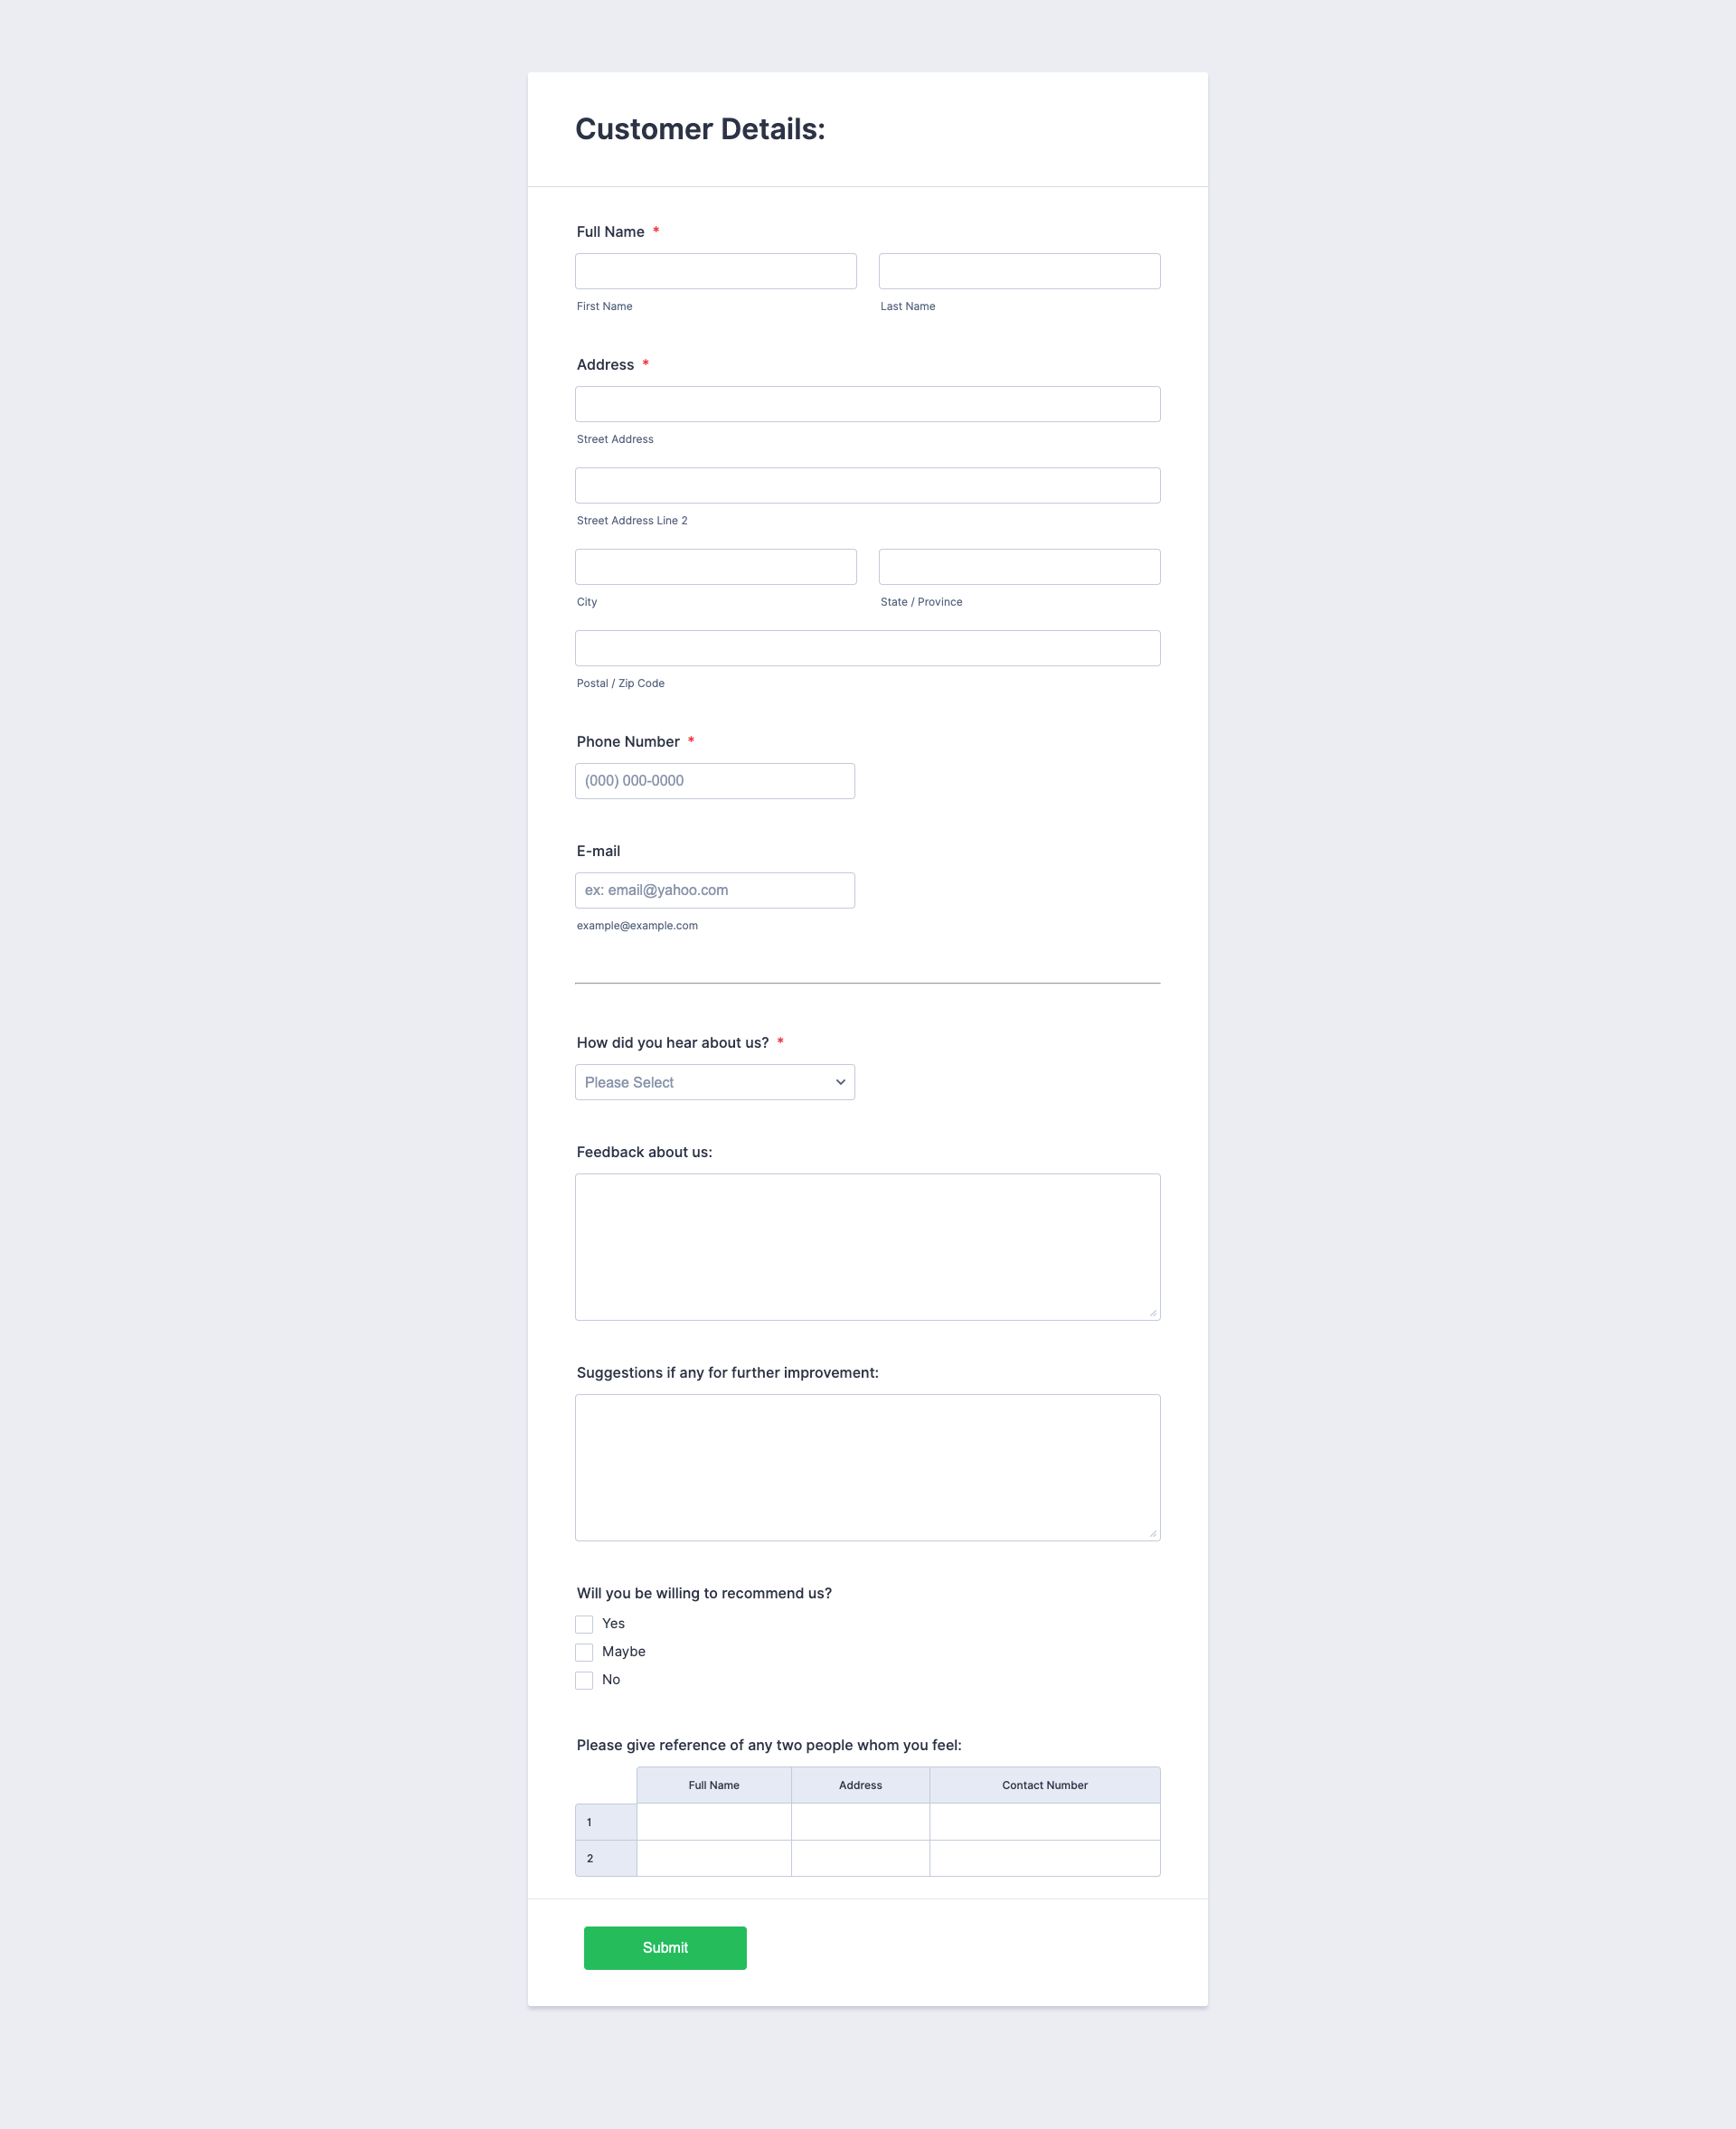 Customer Details:
Full Name *
First Name Last Name
Address *
Street Address
Street Address Line 2
City State / Province
Postal / Zip Code
Phone Number *
(000) 000-0000
E-mail
ex: email@yahoo.com
example@example.com
How did you hear about us? *
Please Select
Feedback about us:
Suggestions if any for further improvement:
Will you be willing to recommend us?
Yes
Maybe
No
Please give reference of any two people whom you feel:
Full Name Address Contact Number
1
2
Submit